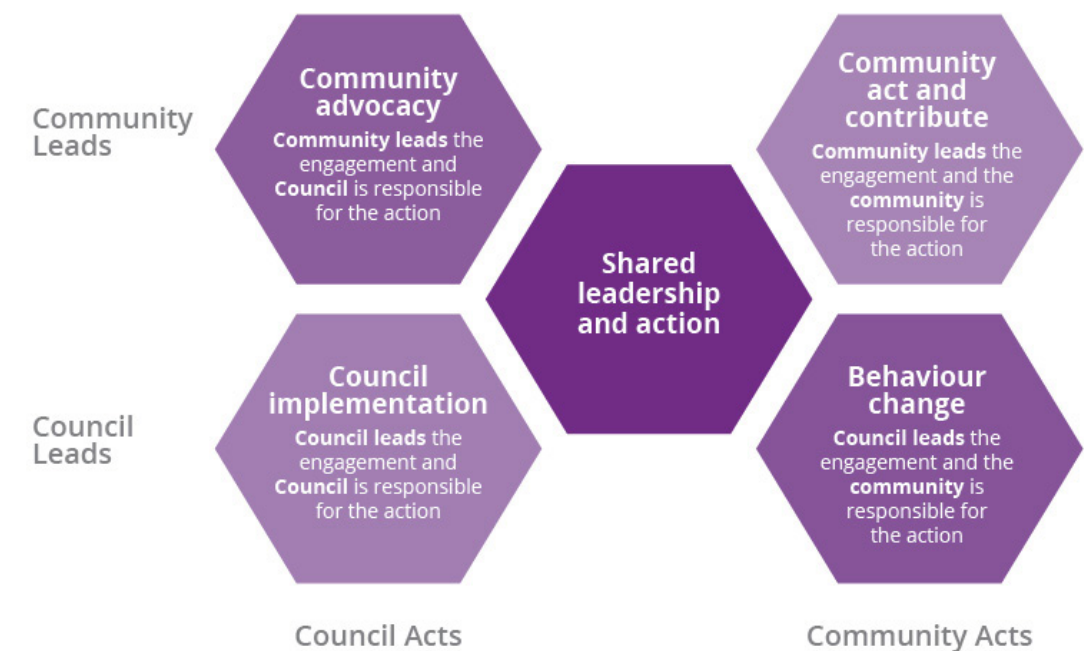 Community
Leads
Community
advocacy
Community leads the
engagement and
Council is responsible
for the action
Community
act and
contribute
Community leads the
engagement and the
community is
responsible for
the action
Shared
leadership
and action
Council
Leads
Council
implementation
Council leads the
engagement and
Council is responsible
for the action
Behaviour
change
Council leads the
engagement and the
community is
responsible for
the action
Council Acts
Community Acts